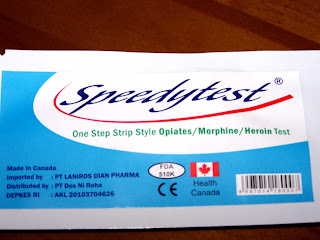 Speedytest®
One Step Strip Style Opiates/Morphine/Heroin Test
Made in Canada
Imported by : PT LANIROS DIAN PHARMA
Distributed by : PT Dos Ni Roha
DEPKES RI : AKL 20103704626
FDA
510K
CE
Health
Canada